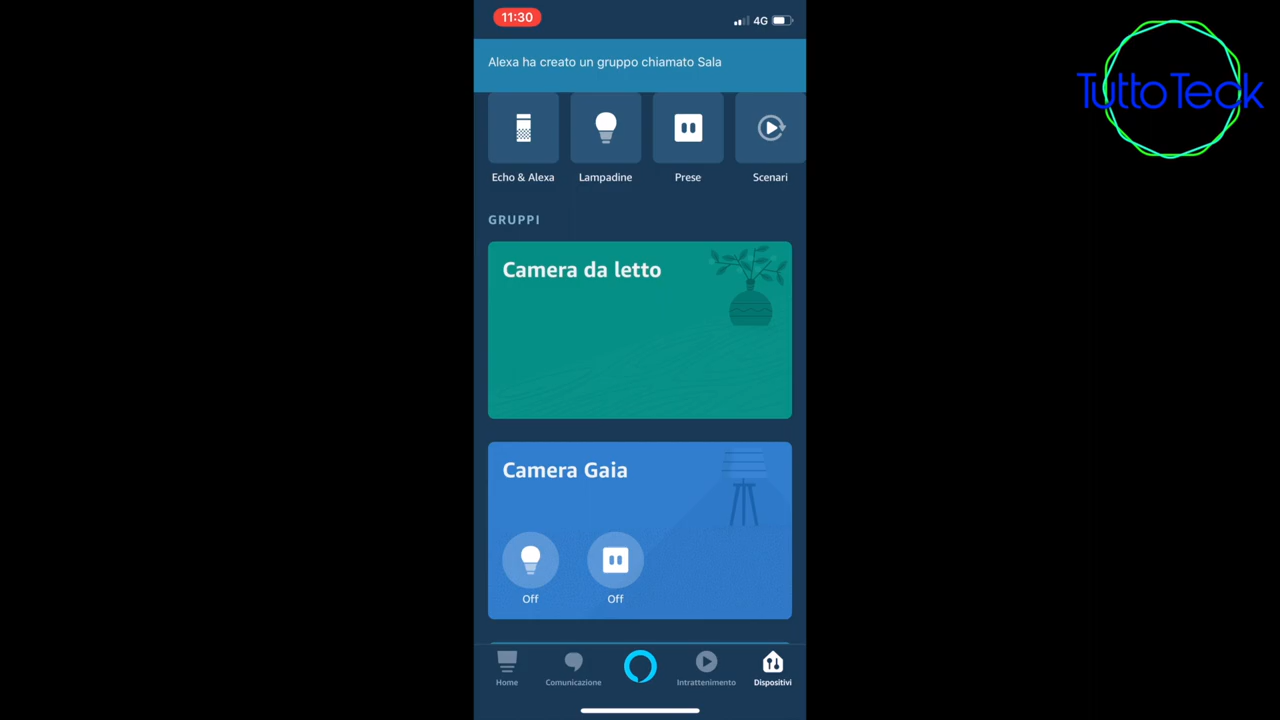 11:30
4G
Alexa ha creato un gruppo chiamato Sala
Echo & Alexa
Lampadine
Prese
Scenari
GRUPPI
Camera da letto
Camera Gaia
Off
Off
Home
Comunicazione
Intrattenimento
Dispositivi
TuttoTeck